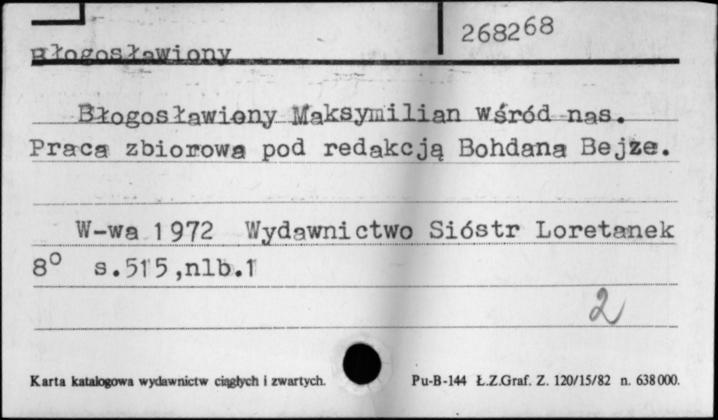 268268
Błogosławiony
Błogosławiony Maksymilian wśród nas.
Praca zbiorowa pod redakcją Bohdana Bejze.
W-wa 1972 Wydawnictwo Sióstr Loretanek
8° s.515,nlb.1
2
Karta katalogowa wydawnictw ciągłych i zwartych. Pu-B-144 Ł.Z.Graf. Z. 120/15/82 n. 638000.